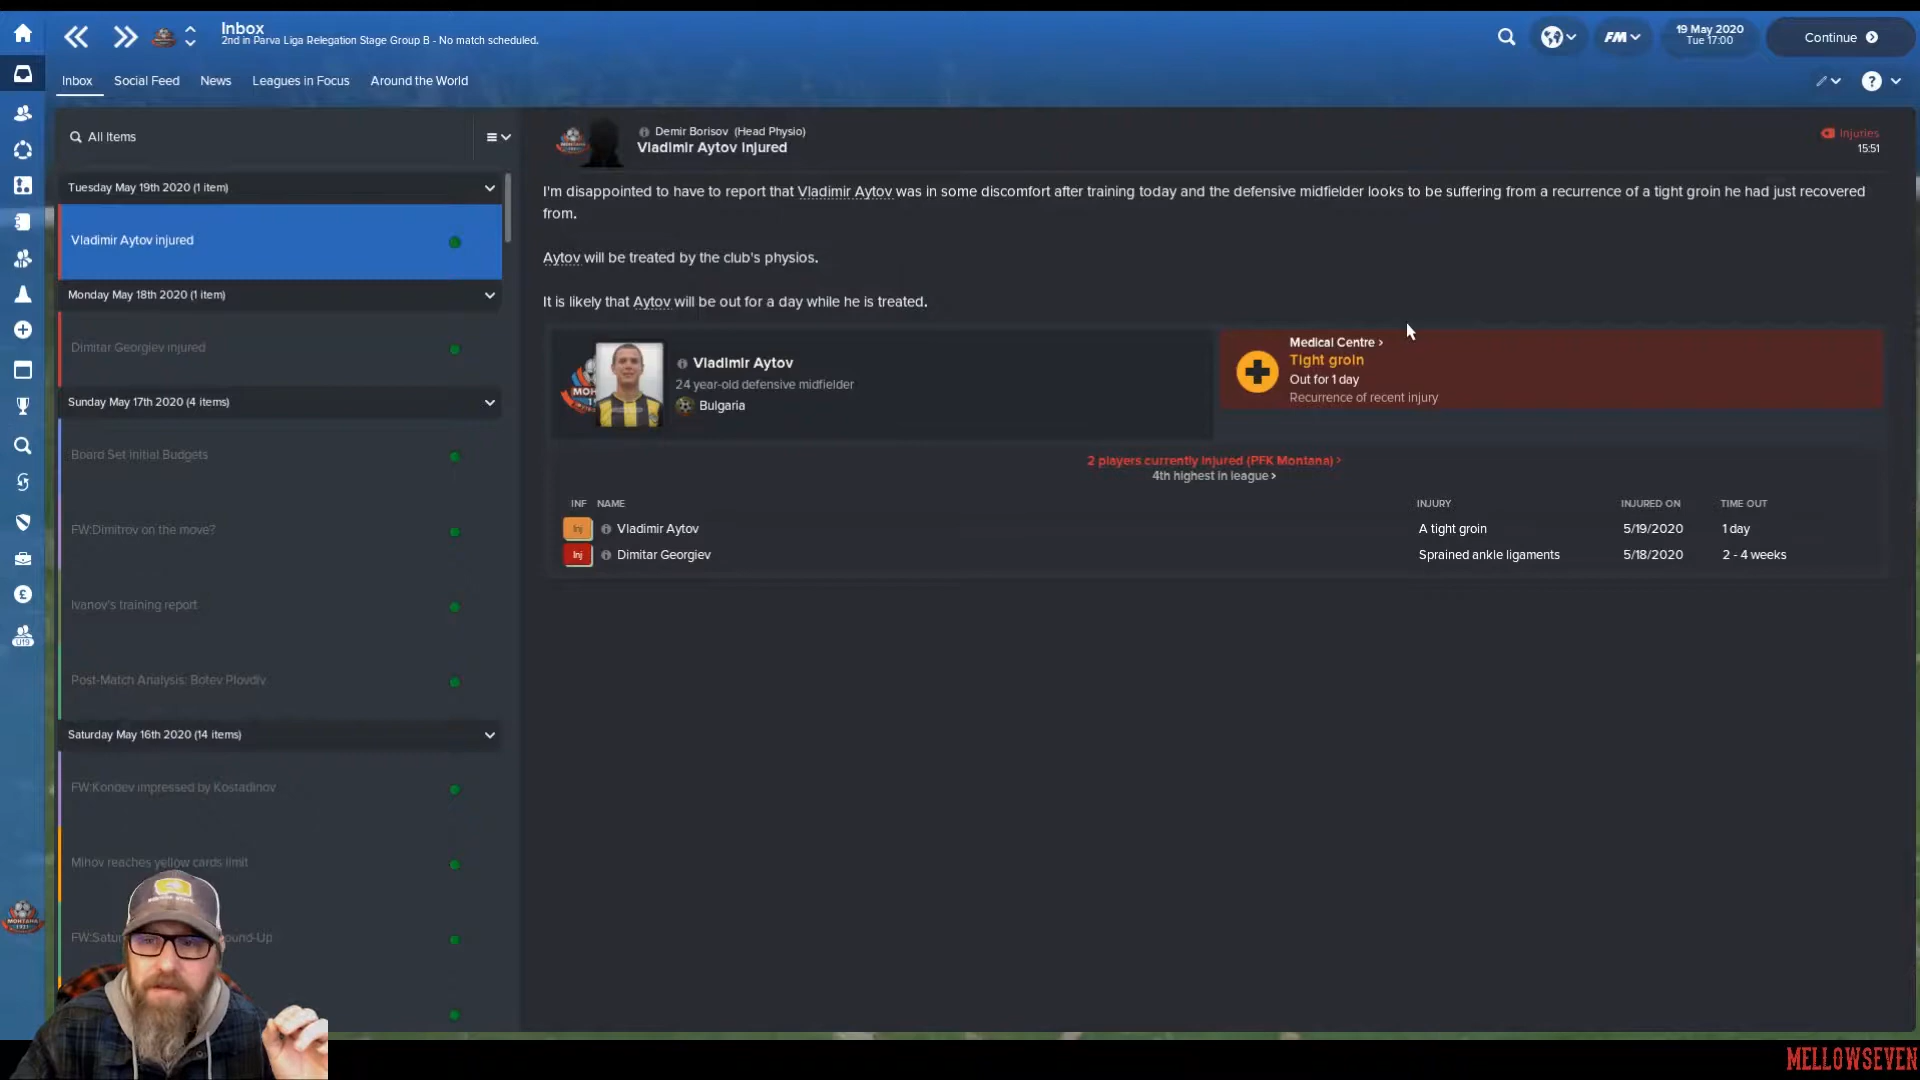 Inbox
2nd in Parva Liga Relegation Stage Group B - No match scheduled.
FM
19 May 2020
Tue 17:00
Continue
Inbox
Social Feed
News
Leagues in Focus
Around the World
?
All Items
Tuesday May 19th 2020 (1 item)
Vladimir Aytov injured
Monday May 18th 2020 (1 item)
Dimitar Georgiev injured
Sunday May 17th 2020 (4 items)
Board Set Initial Budgets
FW:Dimitrov on the move?
Ivanov's training report
Post-Match Analysis: Botev Plovdiv
Saturday May 16th 2020 (14 items)
FW:Kondev impressed by Kostadinov
Minov reaches yellow cards limit
FW:Satur
ound-Up
Demir Borisov (Head Physio)
Vladimir Aytov injured
Injuries
15:51
I'm disappointed to have to report that Vladimir Aytov was in some discomfort after training today and the defensive midfielder looks to be suffering from a recurrence of a tight groin he had just recovered
from.
Aytov will be treated by the club's physios.
It is likely that Aytov will be out for a day while he is treated.
Vladimir Aytov
24 year-old defensive midfielder
Bulgaria
Medical Centre >
Tight groin
Out for 1 day
Recurrence of recent injury
2 players currently injured (PFK Montana) >
4th highest in league >
INF NAME INJURY INJURED ON TIME OUT
Inj Vladimir Aytov A tight groin 5/19/2020 1 day
Inj Dimitar Georgiev Sprained ankle ligaments 5/18/2020 2 - 4 weeks
MELLOWSEVEN